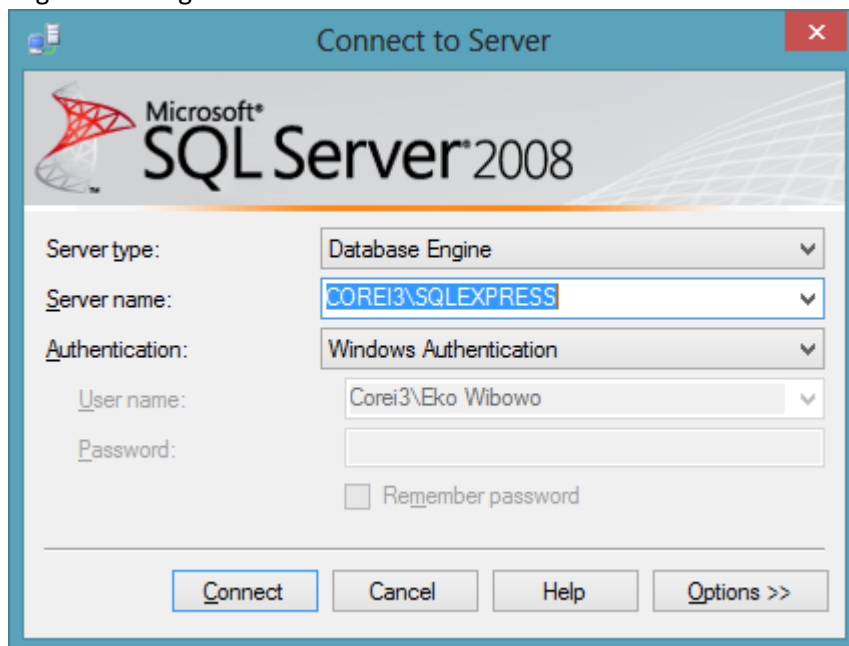 Connect to Server
Microsoft®
SQL Server® 2008
Server type: Database Engine
Server name: COREI3\SQLEXPRESS
Authentication: Windows Authentication
User name: Corei3\Eko Wibowo
Password:
Remember password
Connect Cancel Help Options >>